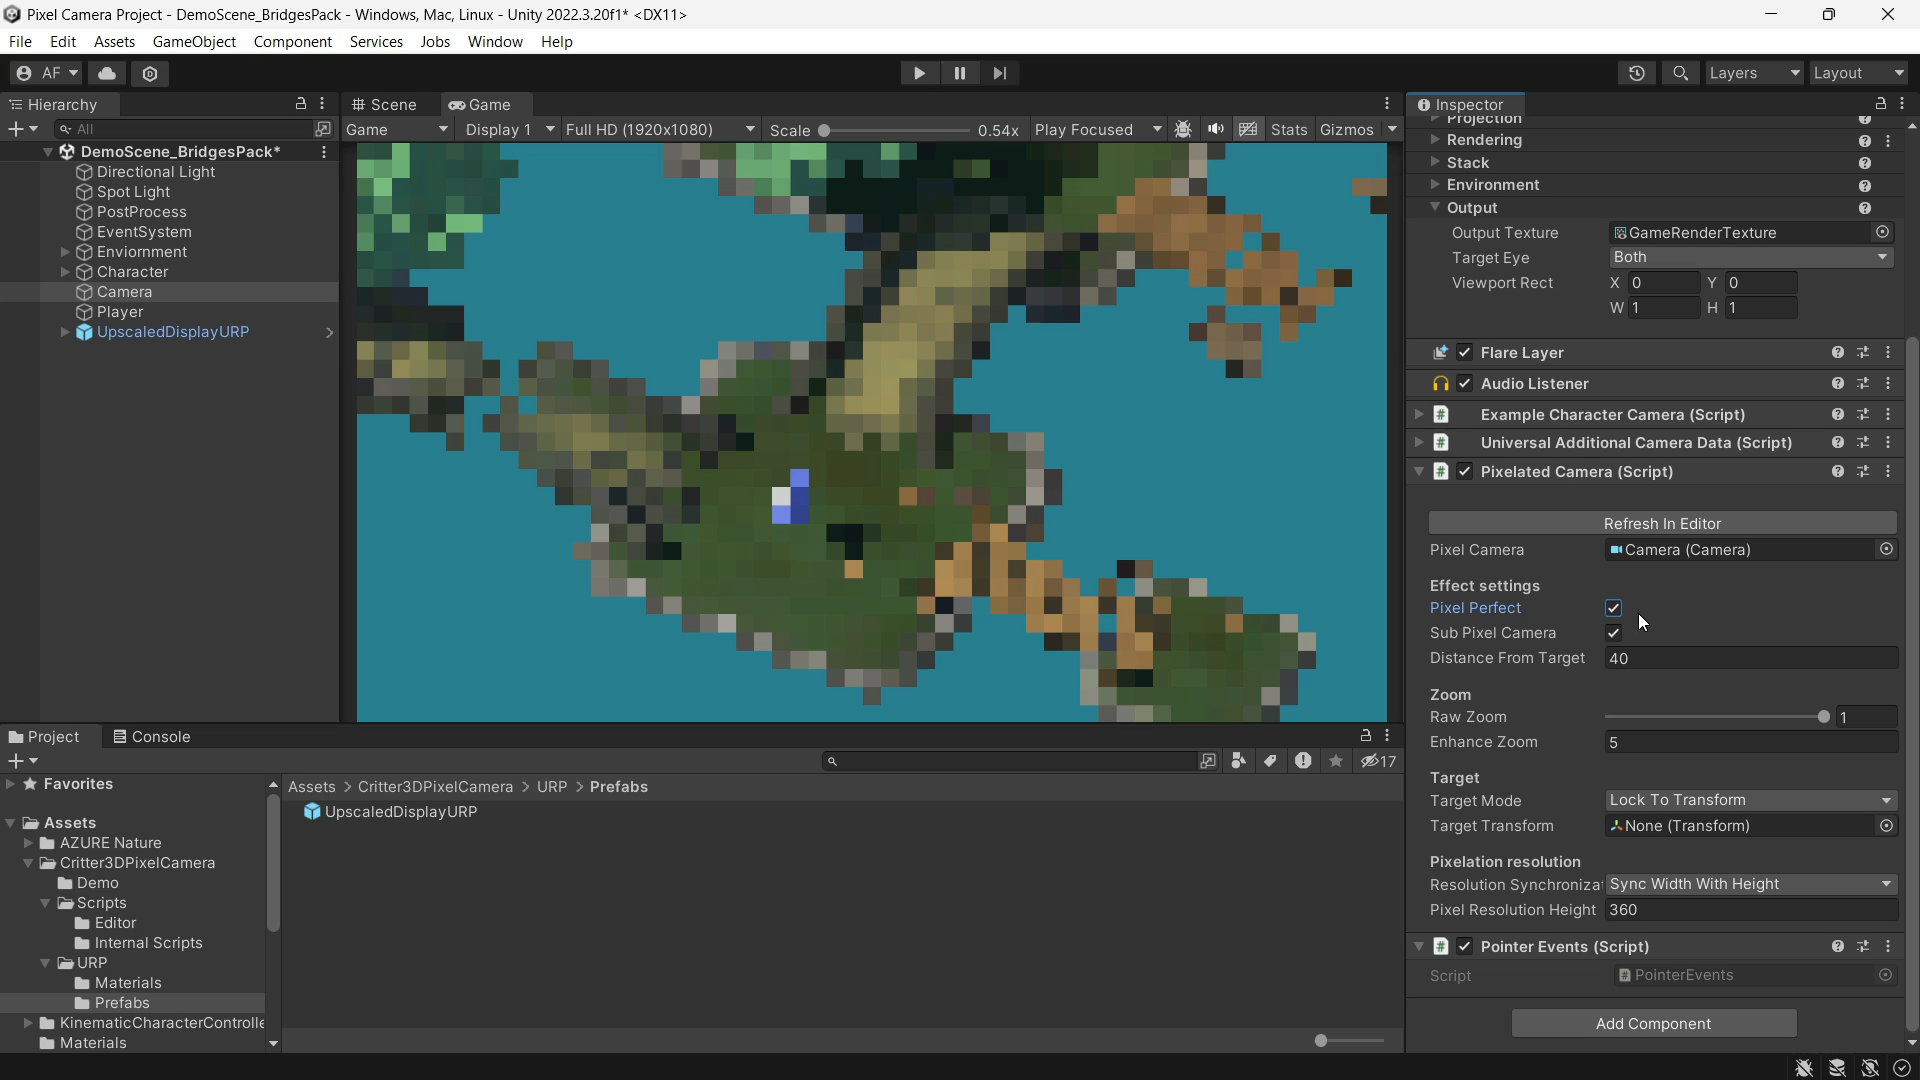 Pixel Camera Project - DemoScene_BridgesPack - Windows, Mac, Linux - Unity 2022.3.20f1* <DX11>
File Edit Assets GameObject Component Services Jobs Window Help
AF Layers Layout
Hierarchy
All
DemoScene_BridgesPack*
Directional Light
Spot Light
PostProcess
EventSystem
Enviornment
Character
Camera
Player
UpscaledDisplayURP
Scene Game
Game Display 1 Full HD (1920x1080) Scale 0.54x Play Focused Stats Gizmos
Inspector
Projection
Rendering
Stack
Environment
Output
Output Texture GameRenderTexture
Target Eye Both
Viewport Rect X 0 Y 0
W 1 H 1
Flare Layer
Audio Listener
Example Character Camera (Script)
Universal Additional Camera Data (Script)
Pixelated Camera (Script)
Refresh In Editor
Pixel Camera Camera (Camera)
Effect settings
Pixel Perfect
Sub Pixel Camera
Distance From Target 40
Zoom
Raw Zoom 1
Enhance Zoom 5
Target
Target Mode Lock To Transform
Target Transform None (Transform)
Pixelation resolution
Resolution Synchroniza Sync Width With Height
Pixel Resolution Height 360
Pointer Events (Script)
Script PointerEvents
Add Component
Project Console
17
Favorites
Assets
AZURE Nature
Critter3DPixelCamera
Demo
Scripts
Editor
Internal Scripts
URP
Materials
Prefabs
KinematicCharacterControlle
Materials
Assets > Critter3DPixelCamera > URP > Prefabs
UpscaledDisplayURP